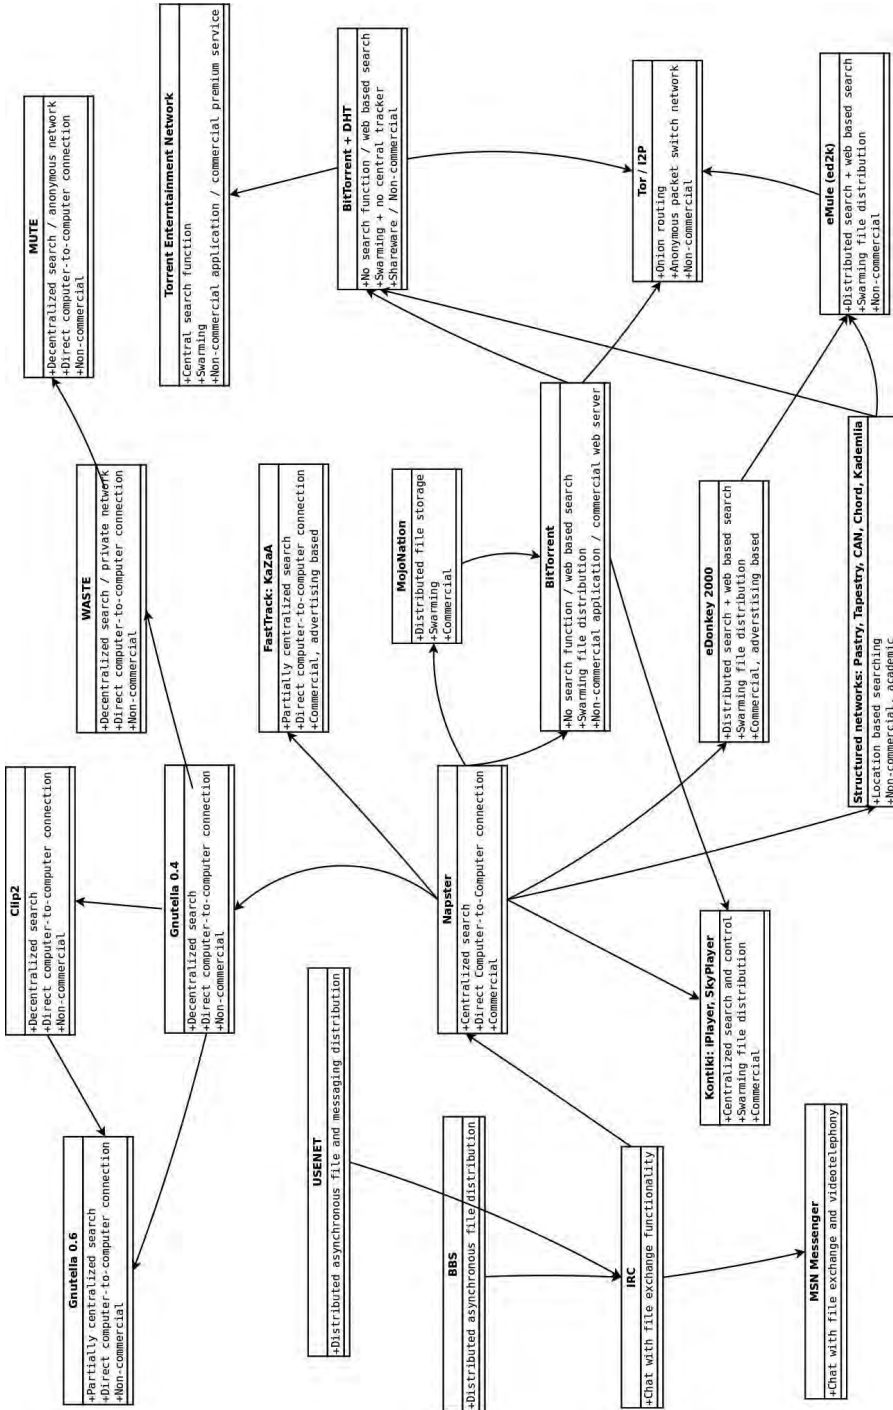 Clip2
+Decentralized search
+Direct computer-to-computer connection
+Non-commercial
MUTE
+Decentralized search / anonymous network
+Direct computer-to-computer connection
+Non-commercial
Gnutella 0.6
+Partially centralized search
+Direct computer-to-computer connection
+Non-commercial
WASTE
+Decentralized search / private network
+Direct computer-to-computer connection
+Non-commercial
Gnutella 0.4
+Decentralized search
+Direct computer-to-computer connection
+Non-commercial
Torrent Enterntainment Network
+Central search function
+Swarming
+Non-commercial application / commercial premium service
FastTrack: KaZaA
+Partially centralized search
+Direct computer-to-computer connection
+Commercial, advertising based
USENET
+Distributed asynchronous file and messaging distribution
BitTorrent + DHT
+No search function / web based search
+Swarming + no central tracker
+Shareware / Non-commercial
MojoNation
+Distributed file storage
+Swarming
+Commercial
BBS
+Distributed asynchronous file distribution
Napster
+Centralized search
+Direct Computer-to-Computer connection
+Commercial
BitTorrent
+No search function / web based search
+Swarming file distribution
+Non-commercial application / commercial web server
IRC
+Chat with file exchange functionality
Tor / I2P
+Onion routing
+Anonymous packet switch network
+Non-commercial
Kontiki: iPlayer, SkyPlayer
+Centralized search and control
+Swarming file distribution
+Commercial
eDonkey 2000
+Distributed search + web based search
+Swarming file distribution
+Commercial, adverstising based
MSN Messenger
+Chat with file exchange and videotelephony
eMule (ed2k)
+Distributed search + web based search
+Swarming file distribution
+Non-commercial
Structured networks: Pastry, Tapestry, CAN, Chord, Kademlia
+Location based searching
+Non-commercial, academic